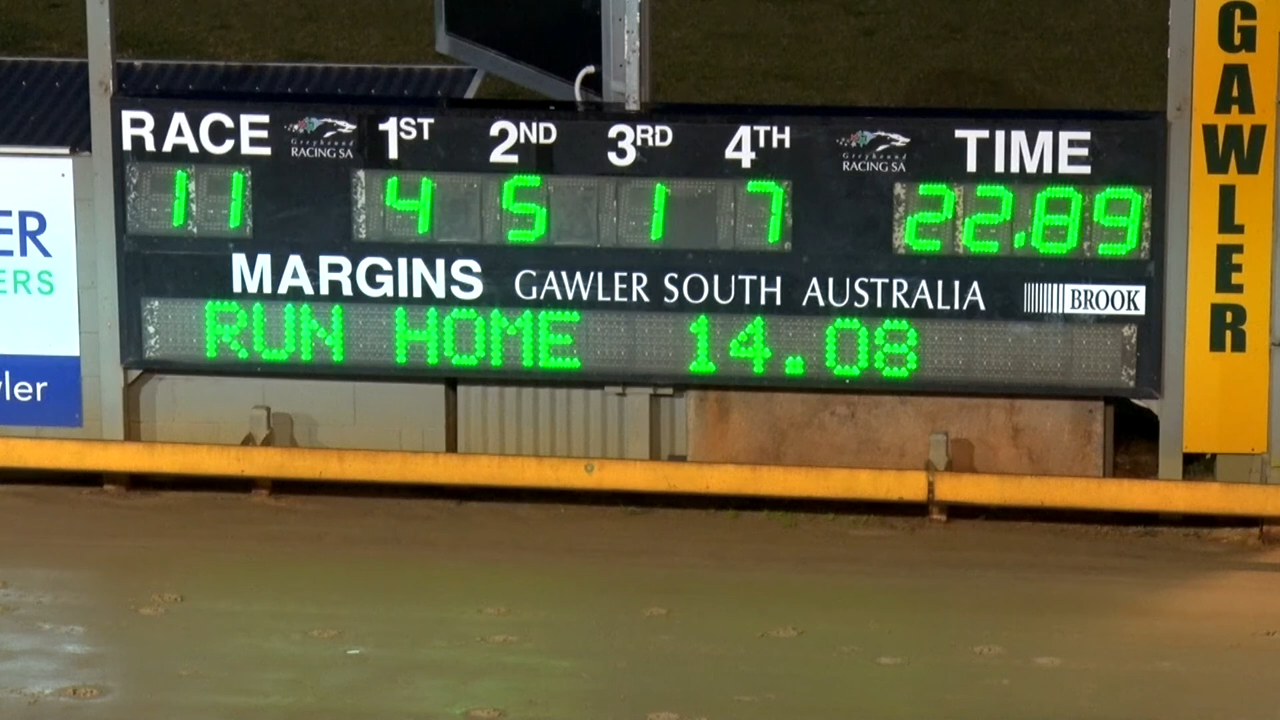 RACE Greyhound RACING SA 1ST 2ND 3RD 4TH Greyhound RACING SA TIME
11 4 5 1 7 22.89
MARGINS GAWLER SOUTH AUSTRALIA BROOK
RUN HOME 14.08
GAWLER
ER
ERS
wler